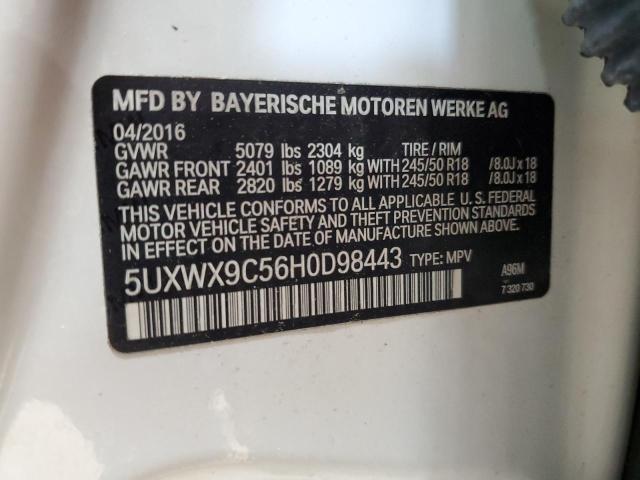 MFD BY BAYERISCHE MOTOREN WERKE AG
04/2016
GVWR 5079 lbs 2304 kg TIRE / RIM
GAWR FRONT 2401 lbs 1089 kg WITH 245/50 R18 /8.0J x 18
GAWR REAR 2820 lbs 1279 kg WITH 245/50 R18 /8.0J x 18
THIS VEHICLE CONFORMS TO ALL APPLICABLE U. S. FEDERAL
MOTOR VEHICLE SAFETY AND THEFT PREVENTION STANDARDS
IN EFFECT ON THE DATE OF MANUFACTURE SHOWN ABOVE.
5UXWX9C56H0D98443 TYPE: MPV A96M
7 320 730